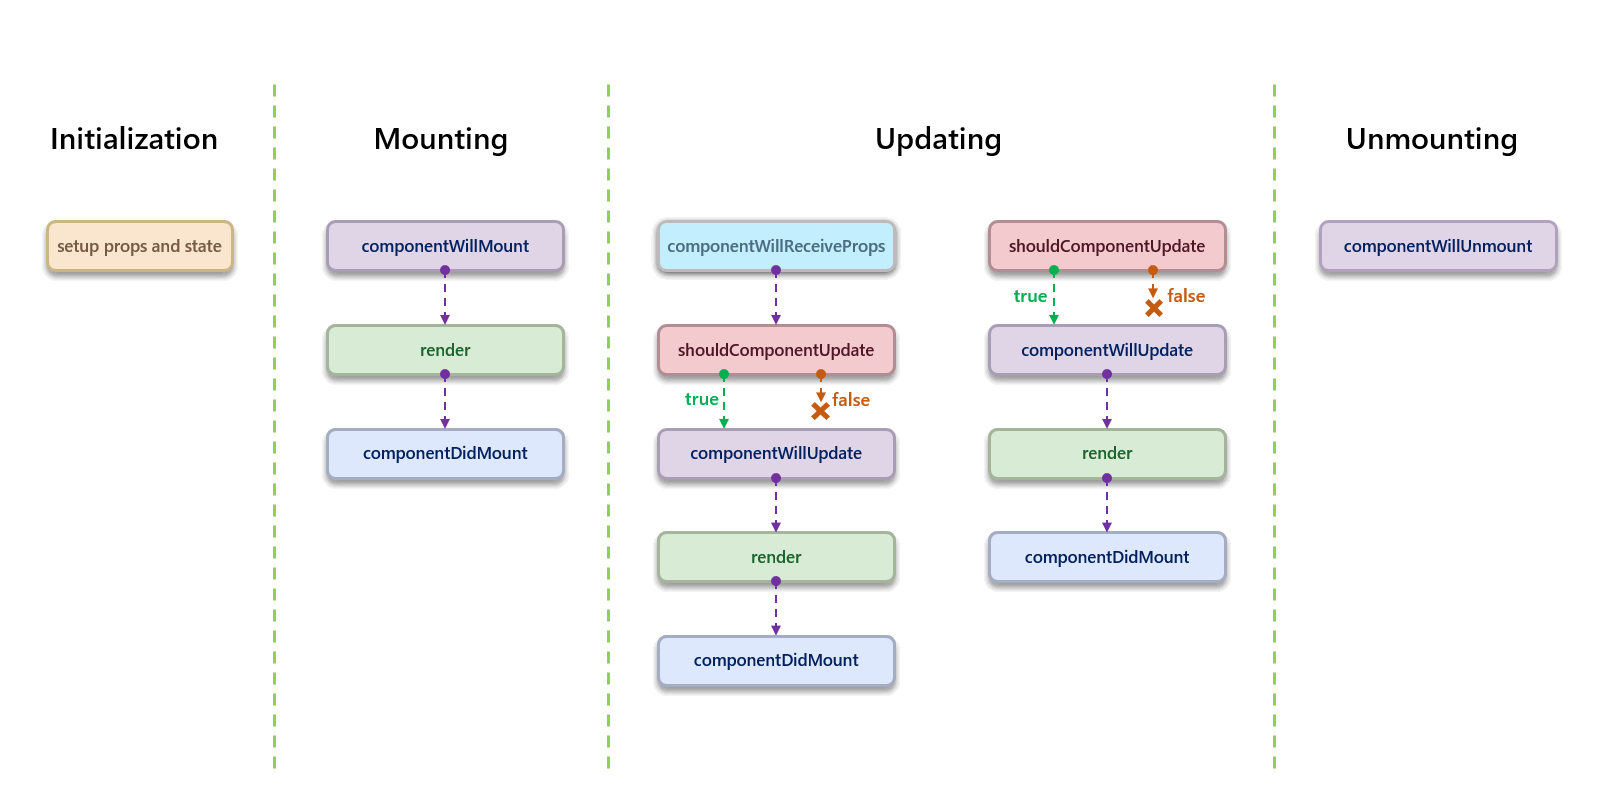 Initialization
Mounting
Updating
Unmounting
setup props and state
componentWillMount
render
componentDidMount
componentWillReceiveProps
shouldComponentUpdate
true
false
componentWillUpdate
render
componentDidMount
shouldComponentUpdate
true
false
componentWillUpdate
render
componentDidMount
componentWillUnmount